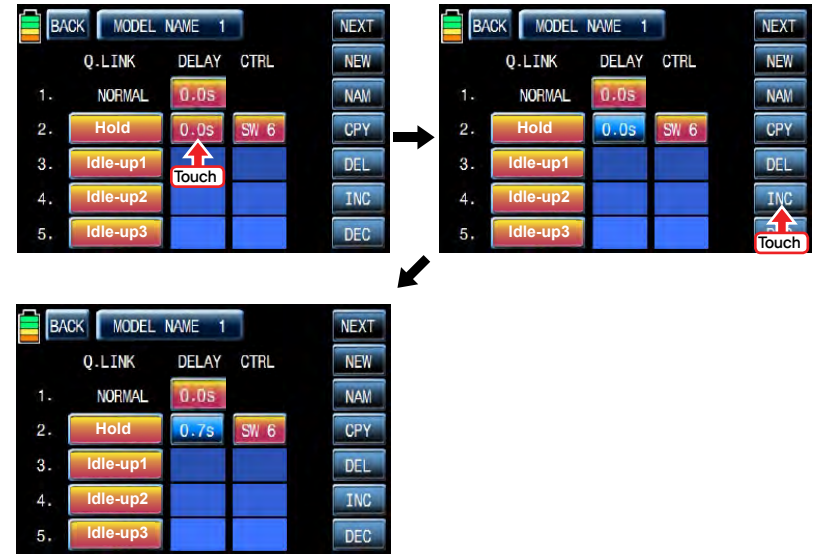 BACK MODEL NAME 1 NEXT
Q.LINK DELAY CTRL NEW
1. NORMAL 0.0s NAM
2. Hold 0.0s SW 6 CPY
3. Idle-up1 Touch DEL
4. Idle-up2 INC
5. Idle-up3 DEC
BACK MODEL NAME 1 NEXT
Q.LINK DELAY CTRL NEW
1. NORMAL 0.0s NAM
2. Hold 0.0s SW 6 CPY
3. Idle-up1 DEL
4. Idle-up2 INC
5. Idle-up3 Touch
BACK MODEL NAME 1 NEXT
Q.LINK DELAY CTRL NEW
1. NORMAL 0.0s NAM
2. Hold 0.7s SW 6 CPY
3. Idle-up1 DEL
4. Idle-up2 INC
5. Idle-up3 DEC